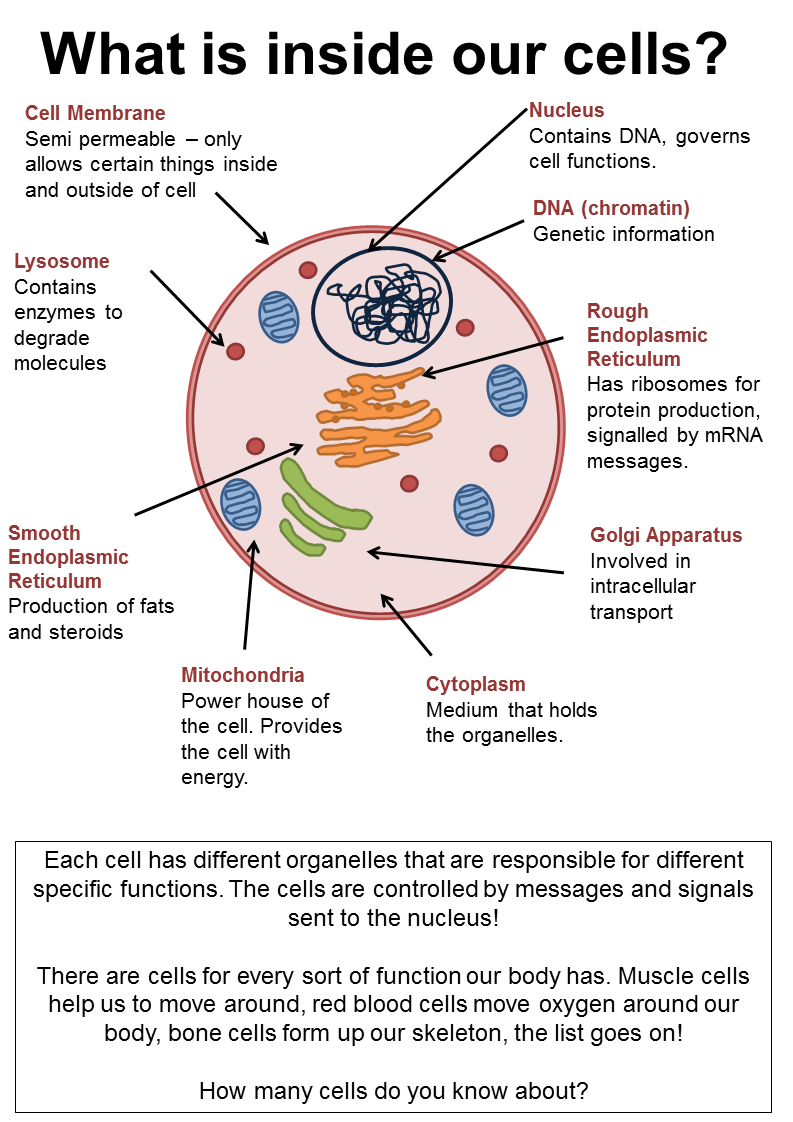 What is inside our cells?
Cell Membrane
Semi permeable – only
allows certain things inside
and outside of cell
Nucleus
Contains DNA, governs
cell functions.
DNA (chromatin)
Genetic information
Lysosome
Contains
enzymes to
degrade
molecules
Rough
Endoplasmic
Reticulum
Has ribosomes for
protein production,
signalled by mRNA
messages.
Smooth
Endoplasmic
Reticulum
Production of fats
and steroids
Golgi Apparatus
Involved in
intracellular
transport
Mitochondria
Power house of
the cell. Provides
the cell with
energy.
Cytoplasm
Medium that holds
the organelles.
Each cell has different organelles that are responsible for different
specific functions. The cells are controlled by messages and signals
sent to the nucleus!
There are cells for every sort of function our body has. Muscle cells
help us to move around, red blood cells move oxygen around our
body, bone cells form up our skeleton, the list goes on!
How many cells do you know about?